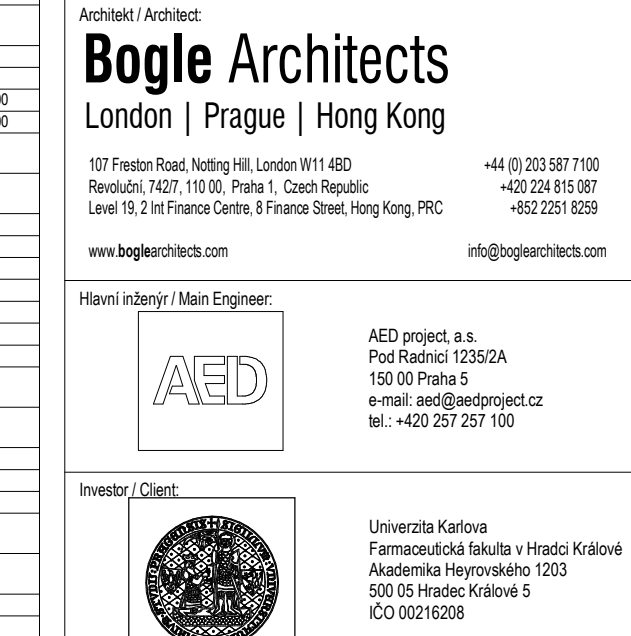 00
00
Architekt / Architect:
Bogle Architects
London | Prague | Hong Kong
107 Freston Road, Notting Hill, London W11 4BD +44 (0) 203 587 7100
Revoluční, 742/7, 110 00, Praha 1, Czech Republic +420 224 815 087
Level 19, 2 Int Finance Centre, 8 Finance Street, Hong Kong, PRC +852 2251 8259
www.boglearchitects.com info@boglearchitects.com
Hlavní inženýr / Main Engineer:
AED
AED project, a.s.
Pod Radnicí 1235/2A
150 00 Praha 5
e-mail: aed@aedproject.cz
tel.: +420 257 257 100
Investor / Client:
Univerzita Karlova
Farmaceutická fakulta v Hradci Králové
Akademika Heyrovského 1203
500 05 Hradec Králové 5
IČO 00216208